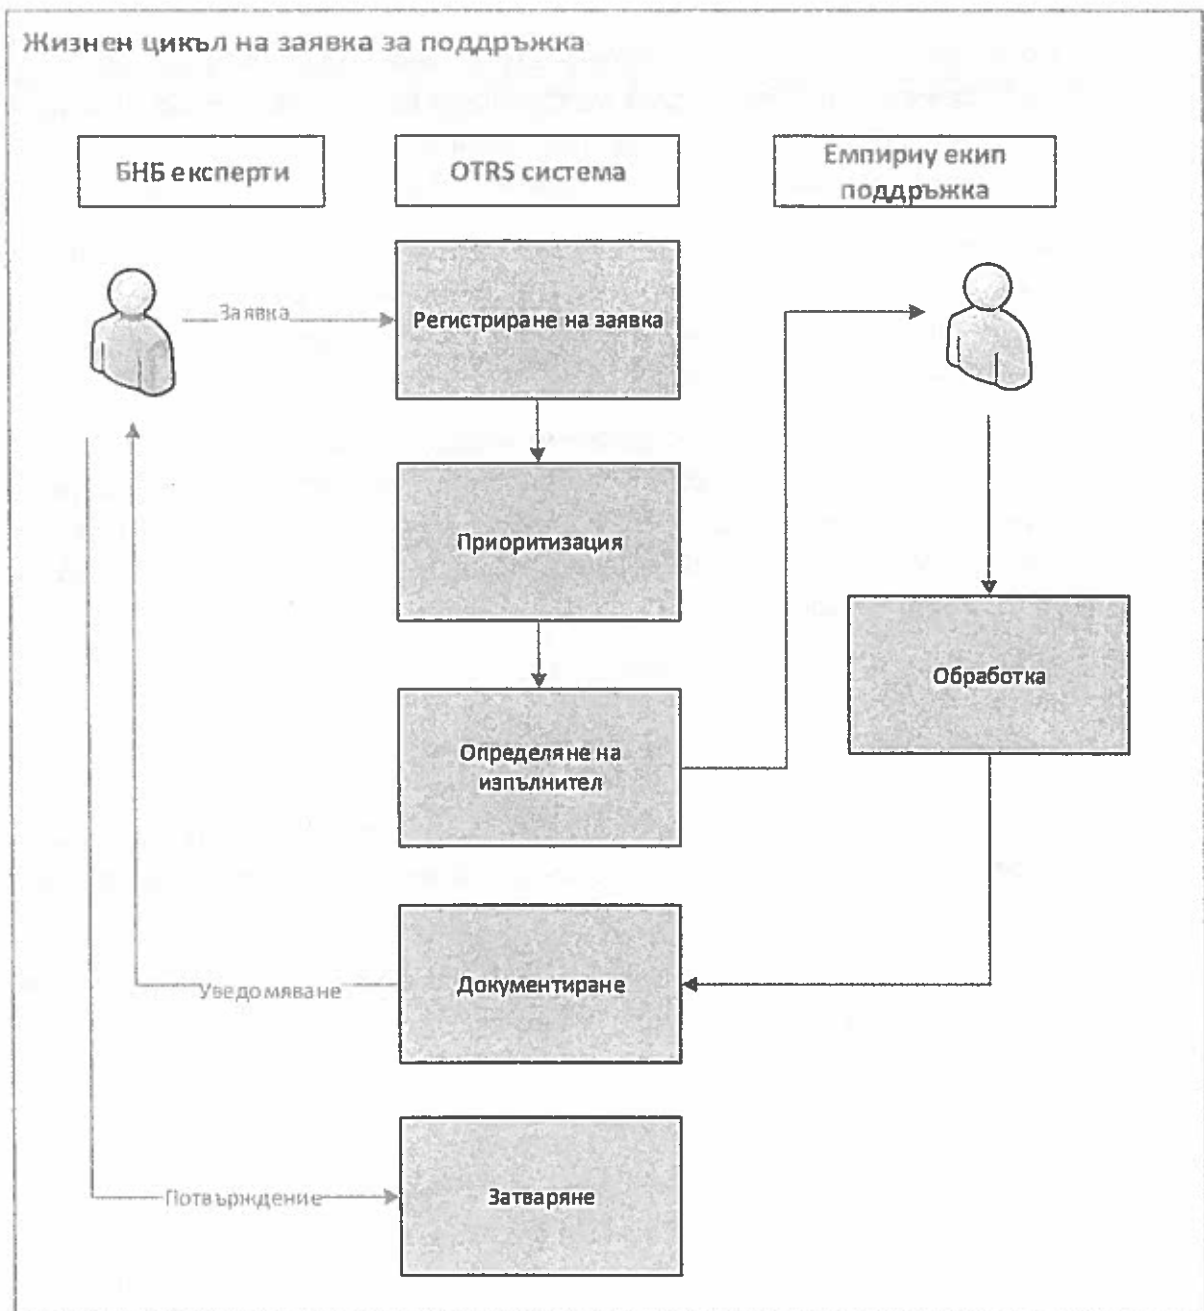 Жизнен цикъл на заявка за поддръжка
БНБ експерти
OTRS система
Емпириу екип
поддръжка
Заявка
Регистриране на заявка
Приоритизация
Обработка
Определяне на
изпълнител
Уведомяване
Документиране
Потвърждение
Затваряне